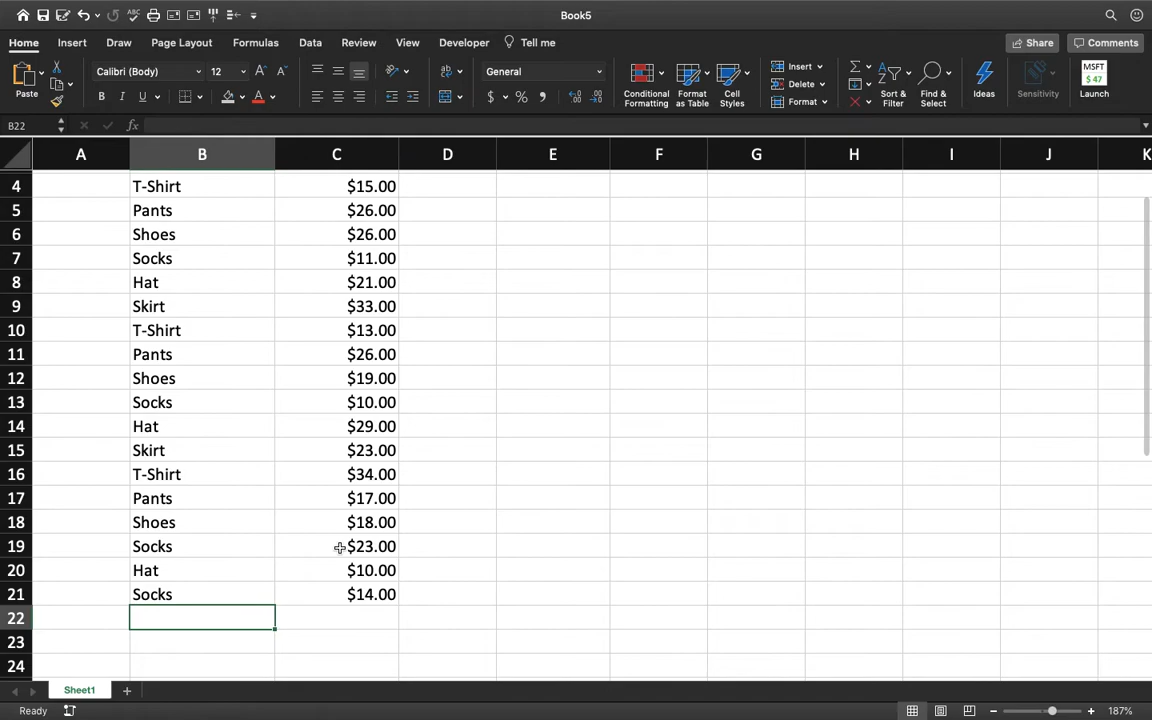 Book5
Home Insert Draw Page Layout Formulas Data Review View Developer Tell me Share Comments
Paste Calibri (Body) 12 General Conditional Formatting Format as Table Cell Styles Insert Delete Format Sort & Filter Find & Select Ideas Sensitivity MSFT $ 47 Launch
B I U A $ %
B22 fx
A B C D E F G H I J K
4 T-Shirt $15.00
5 Pants $26.00
6 Shoes $26.00
7 Socks $11.00
8 Hat $21.00
9 Skirt $33.00
10 T-Shirt $13.00
11 Pants $26.00
12 Shoes $19.00
13 Socks $10.00
14 Hat $29.00
15 Skirt $23.00
16 T-Shirt $34.00
17 Pants $17.00
18 Shoes $18.00
19 Socks $23.00
20 Hat $10.00
21 Socks $14.00
22
23
24
Sheet1
Ready 187%